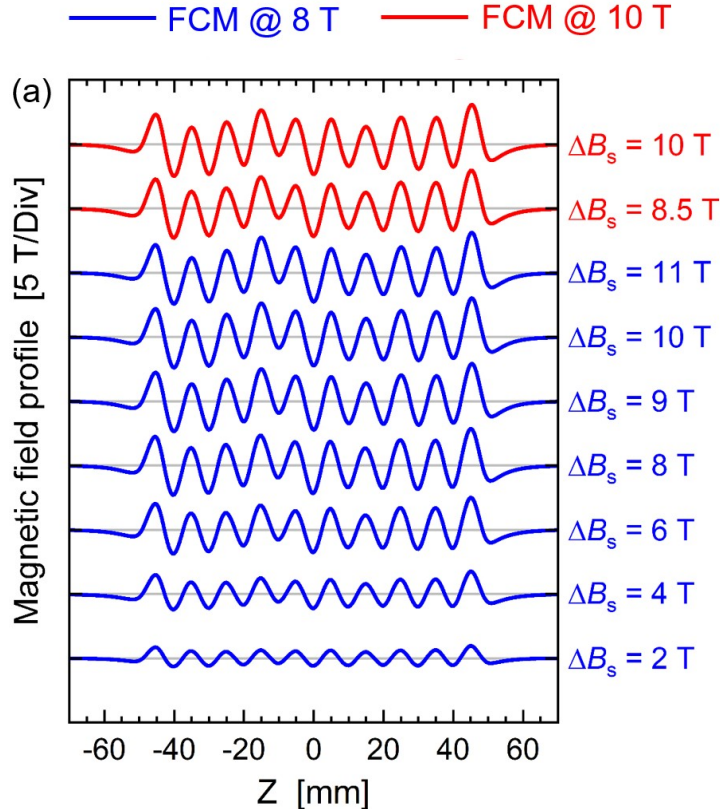 FCM @ 8 T FCM @ 10 T
(a)
Magnetic field profile [5 T/Div]
ΔBs = 10 T
ΔBs = 8.5 T
ΔBs = 11 T
ΔBs = 10 T
ΔBs = 9 T
ΔBs = 8 T
ΔBs = 6 T
ΔBs = 4 T
ΔBs = 2 T
-60 -40 -20 0 20 40 60
Z [mm]